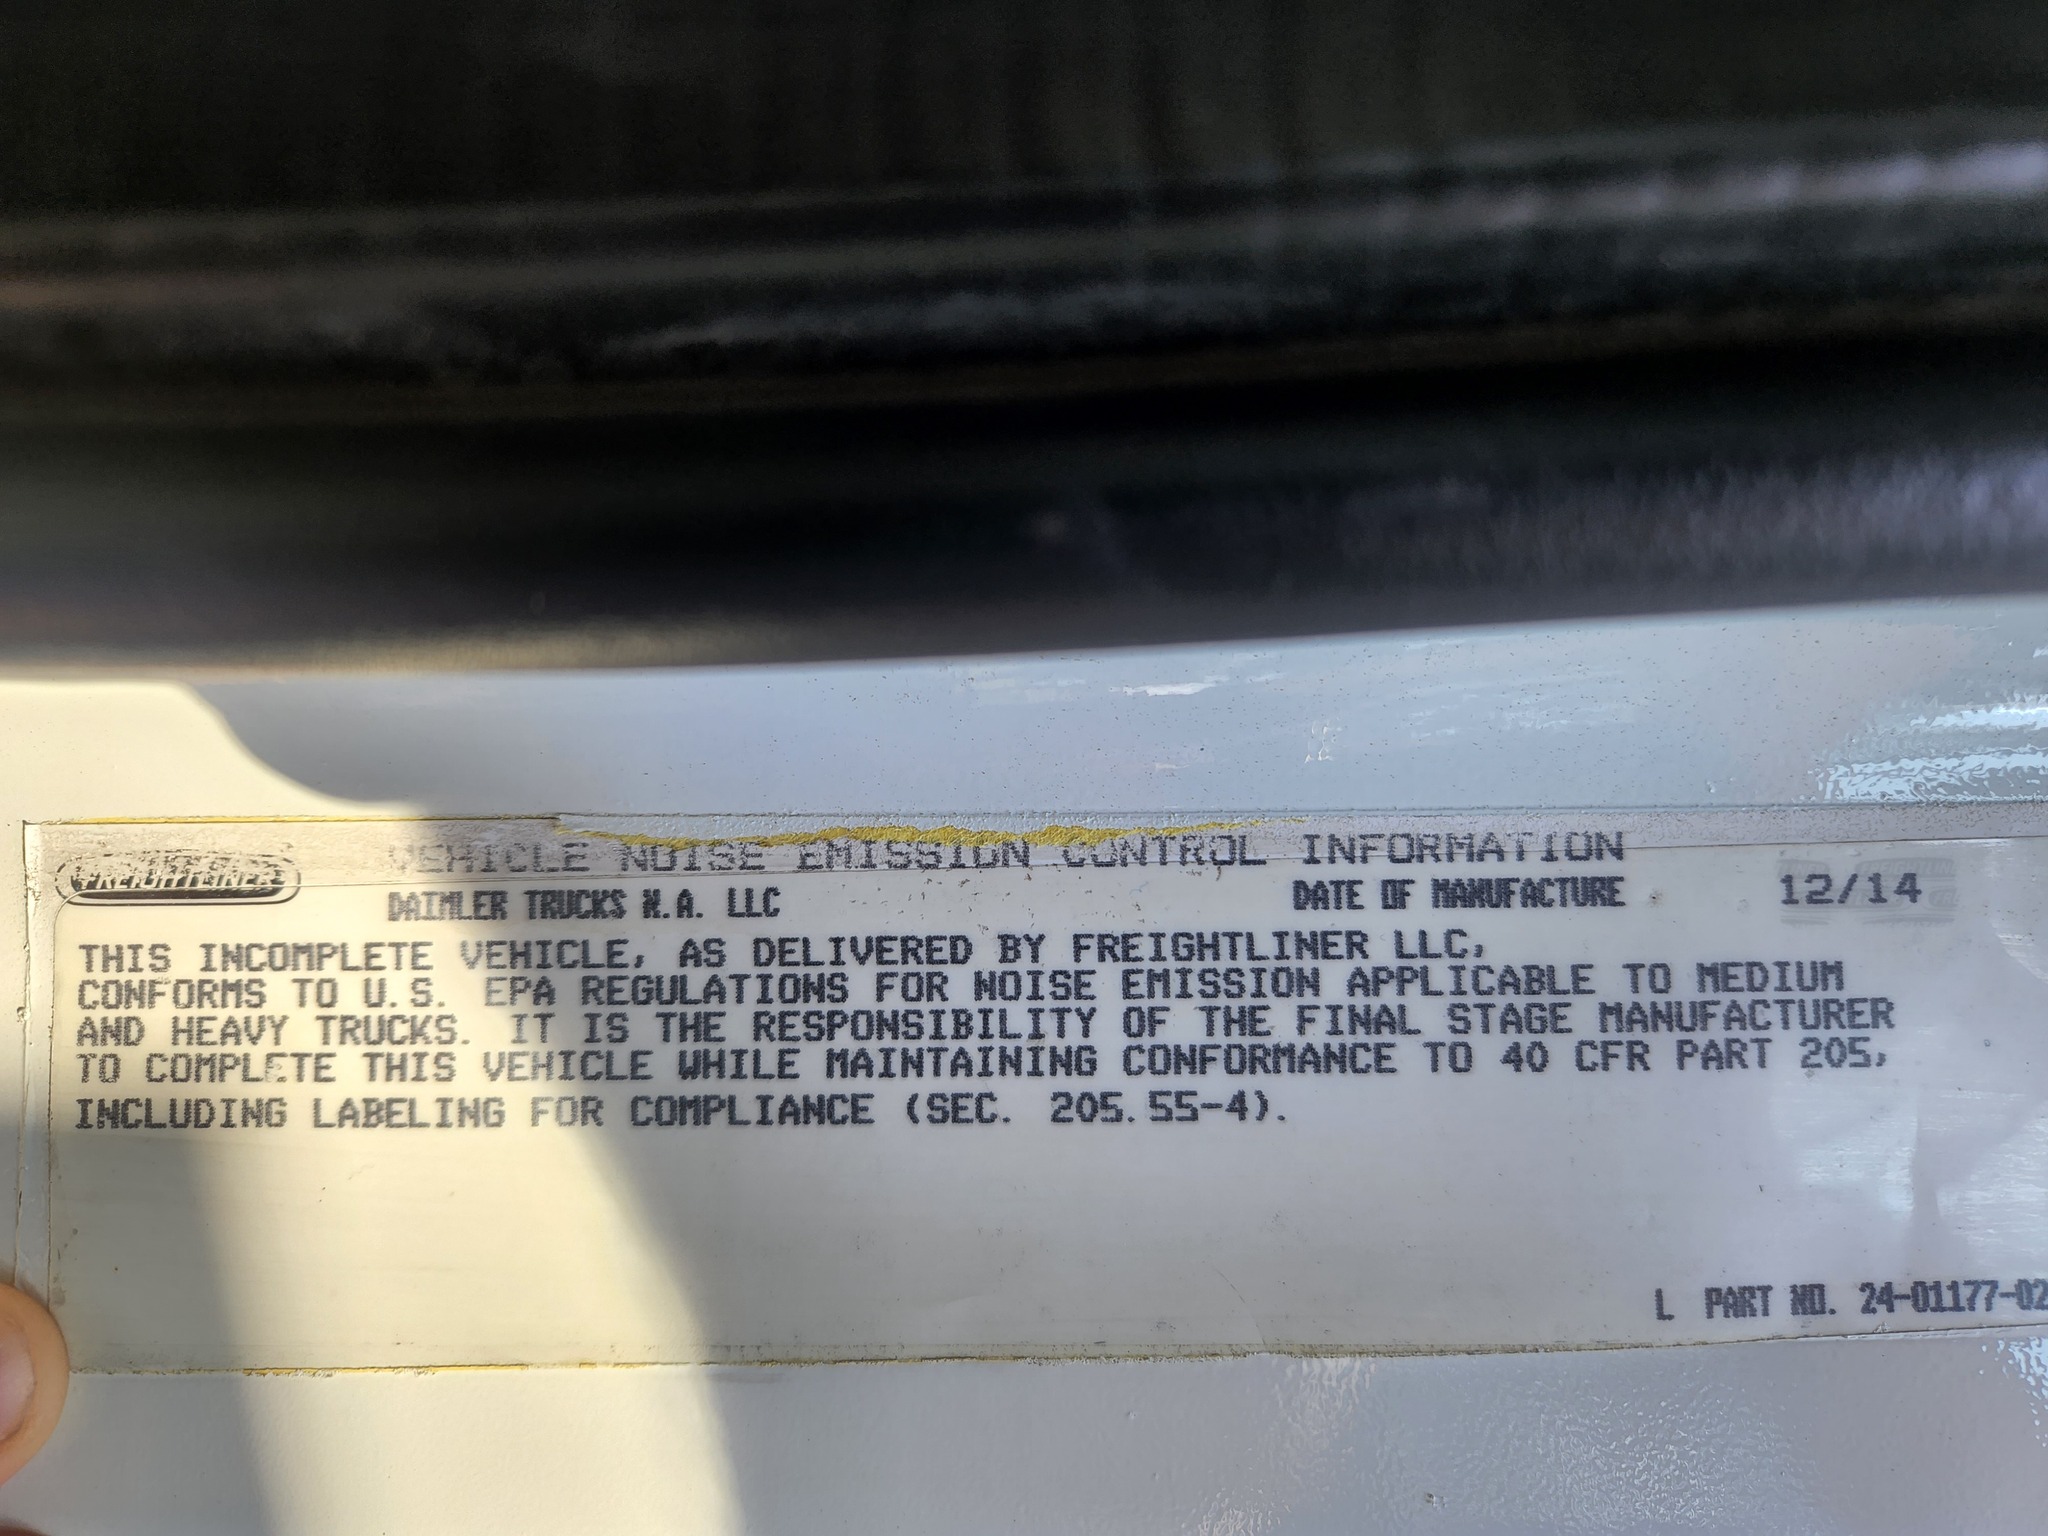 FREIGHTLINER
VEHICLE NOISE EMISSION CONTROL INFORMATION
DAIMLER TRUCKS N.A. LLC DATE OF MANUFACTURE 12/14
THIS INCOMPLETE VEHICLE, AS DELIVERED BY FREIGHTLINER LLC,
CONFORMS TO U.S. EPA REGULATIONS FOR NOISE EMISSION APPLICABLE TO MEDIUM
AND HEAVY TRUCKS. IT IS THE RESPONSIBILITY OF THE FINAL STAGE MANUFACTURER
TO COMPLETE THIS VEHICLE WHILE MAINTAINING CONFORMANCE TO 40 CFR PART 205,
INCLUDING LABELING FOR COMPLIANCE (SEC. 205.55-4).
L PART NO. 24-01177-02